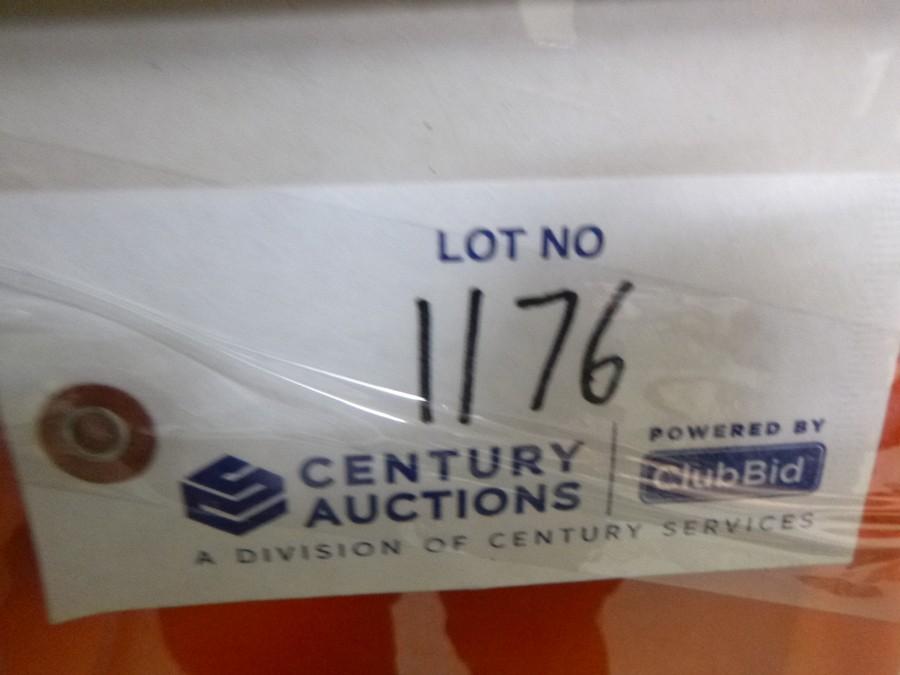 LOT NO
1176
CENTURY
AUCTIONS
POWERED BY
ClubBid
A DIVISION OF CENTURY SERVICES